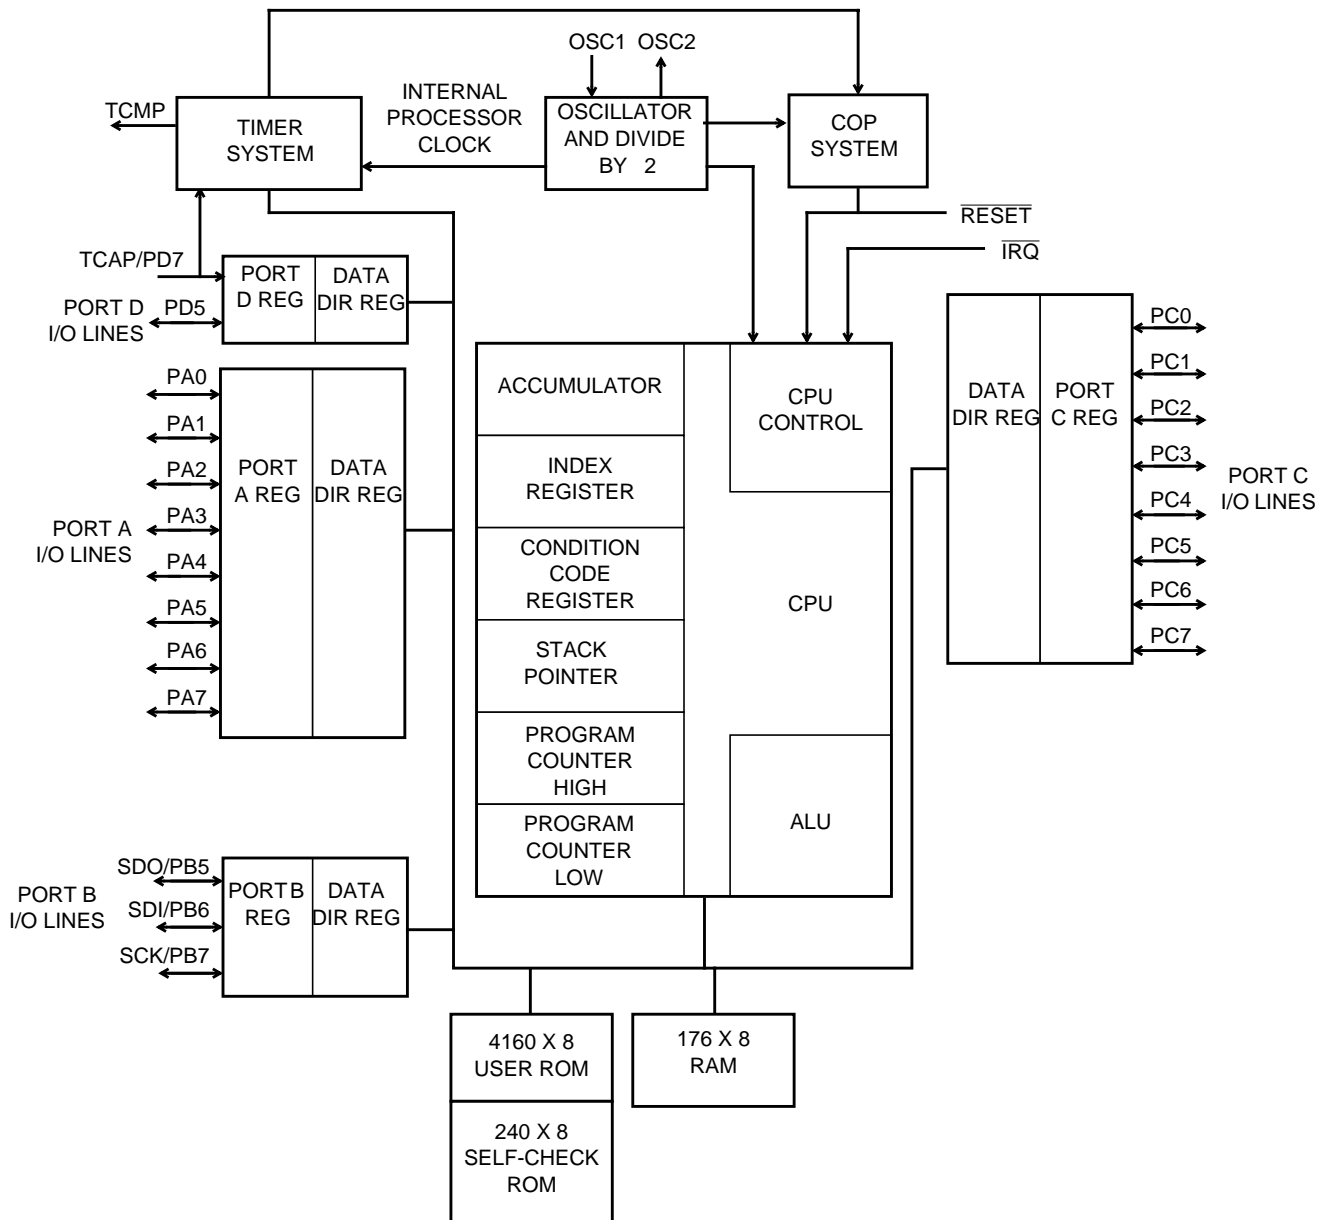 OSC1 OSC2
TCMP
TIMER
SYSTEM
INTERNAL
PROCESSOR
CLOCK
OSCILLATOR
AND DIVIDE
BY 2
COP
SYSTEM
RESET
IRQ
TCAP/PD7
PORT D
I/O LINES
PD5
PORT
D REG
DATA
DIR REG
PORT A
I/O LINES
PA0
PA1
PA2
PA3
PA4
PA5
PA6
PA7
PORT
A REG
DATA
DIR REG
ACCUMULATOR
INDEX
REGISTER
CONDITION
CODE
REGISTER
STACK
POINTER
PROGRAM
COUNTER
HIGH
PROGRAM
COUNTER
LOW
CPU
CONTROL
CPU
ALU
DATA
DIR REG
PORT
C REG
PC0
PC1
PC2
PC3
PC4
PC5
PC6
PC7
PORT C
I/O LINES
PORT B
I/O LINES
SDO/PB5
SDI/PB6
SCK/PB7
PORT B
REG
DATA
DIR REG
4160 X 8
USER ROM
240 X 8
SELF-CHECK
ROM
176 X 8
RAM